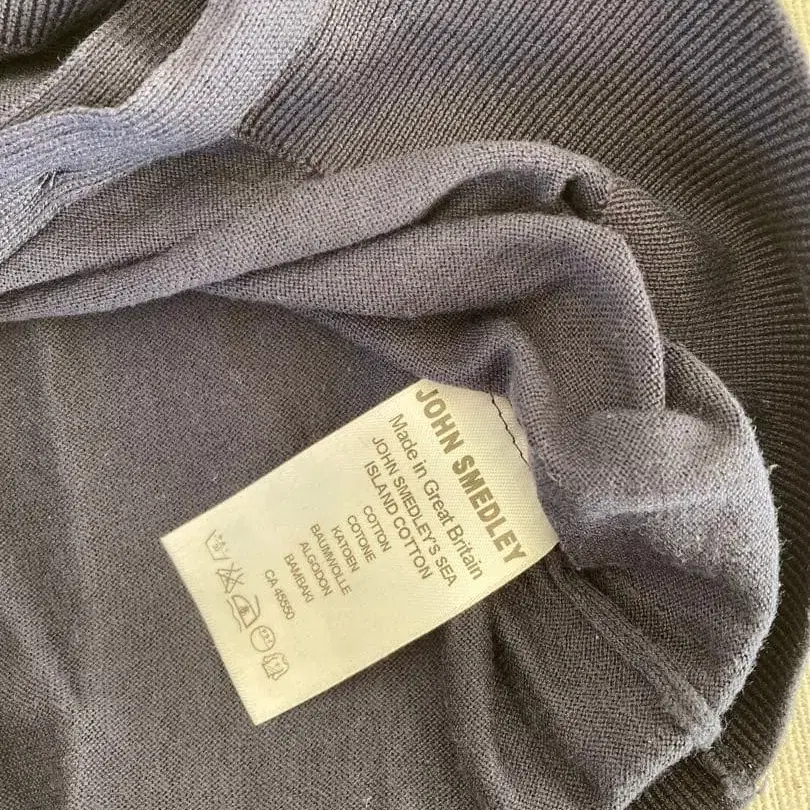 JOHN SMEDLEY
Made in Great Britain
JOHN SMEDLEY'S SEA
ISLAND COTTON
COTTON
COTONE
KATOEN
BAUMWOLLE
ALGODON
BAMBAKI
CA 45550